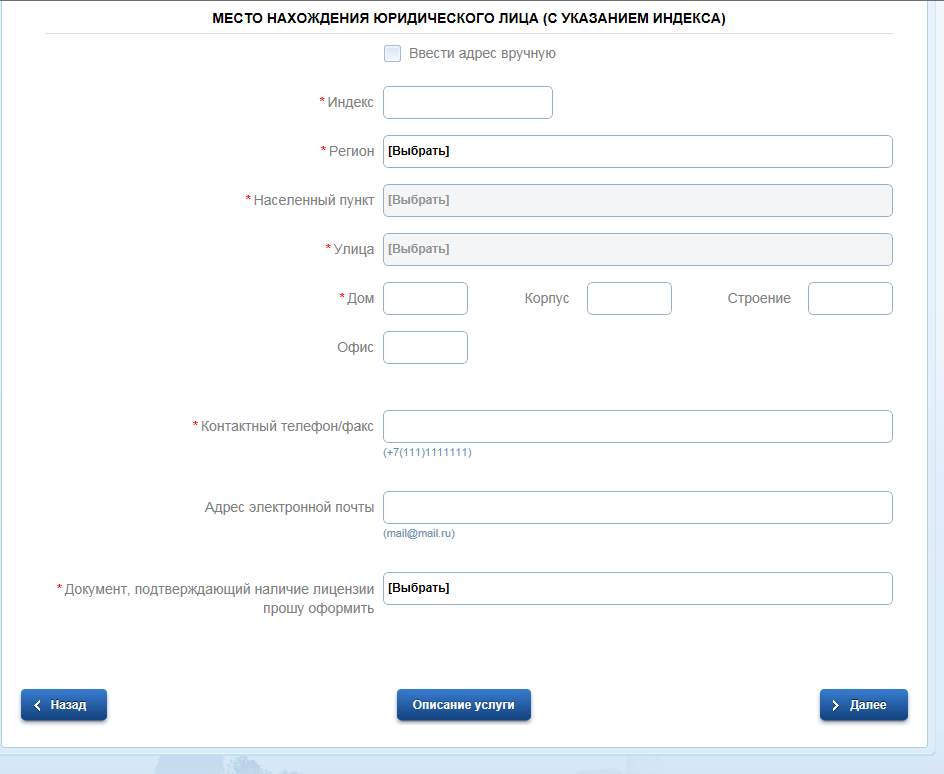 МЕСТО НАХОЖДЕНИЯ ЮРИДИЧЕСКОГО ЛИЦА (С УКАЗАНИЕМ ИНДЕКСА)
Ввести адрес вручную
* Индекс
* Регион [Выбрать]
* Населенный пункт [Выбрать]
* Улица [Выбрать]
* Дом Корпус Строение
Офис
* Контактный телефон/факс
(+7(111)1111111)
Адрес электронной почты
(mail@mail.ru)
* Документ, подтверждающий наличие лицензии [Выбрать]
прошу оформить
Назад Описание услуги Далее